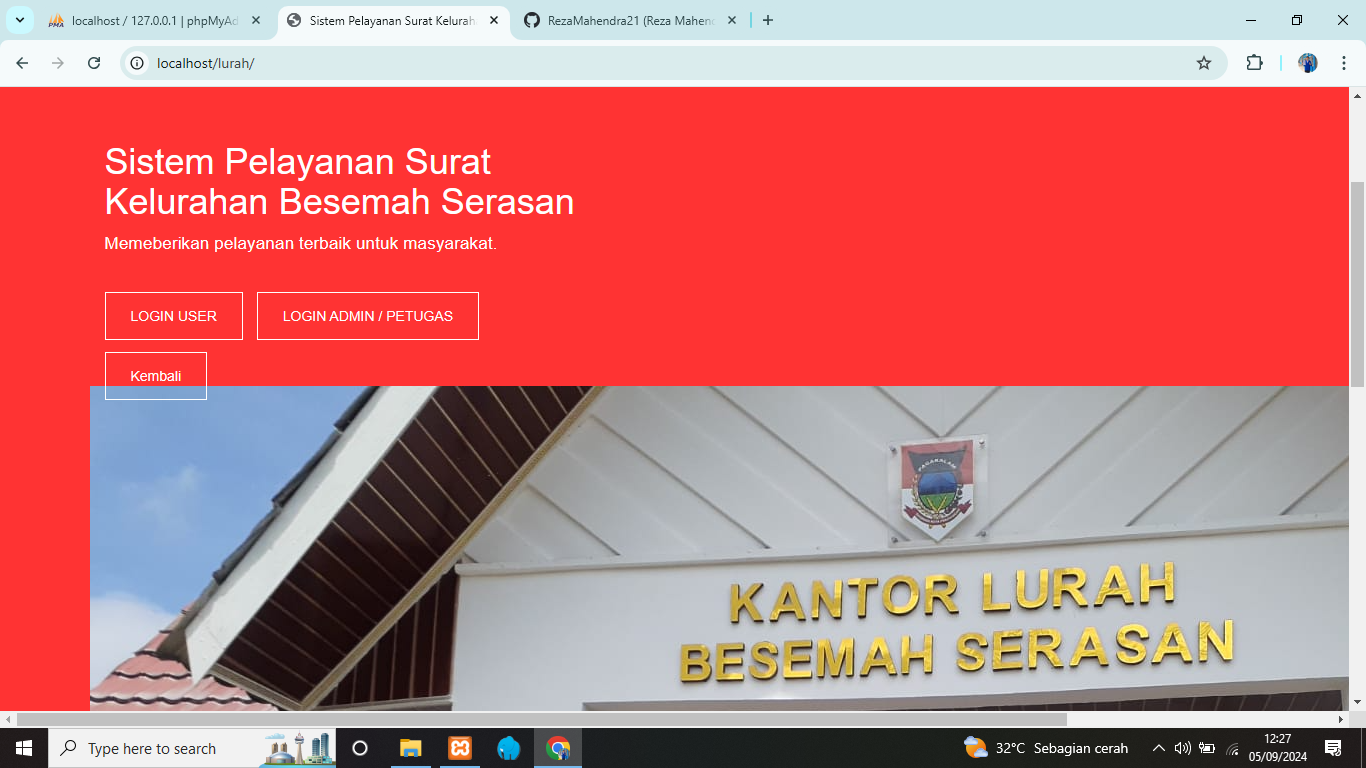 localhost / 127.0.0.1 | phpMyAd
Sistem Pelayanan Surat Kelurah
RezaMahendra21 (Reza Mahend
localhost/lurah/
Sistem Pelayanan Surat
Kelurahan Besemah Serasan
Memeberikan pelayanan terbaik untuk masyarakat.
LOGIN USER
LOGIN ADMIN / PETUGAS
Kembali
PAGARALAM
KANTOR LURAH
BESEMAH SERASAN
Type here to search
32°C Sebagian cerah
12:27
05/09/2024